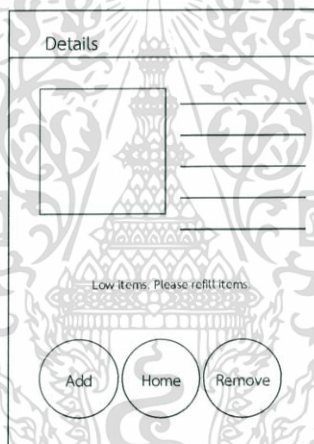 Details
Low items. Please refill items
Add
Home
Remove